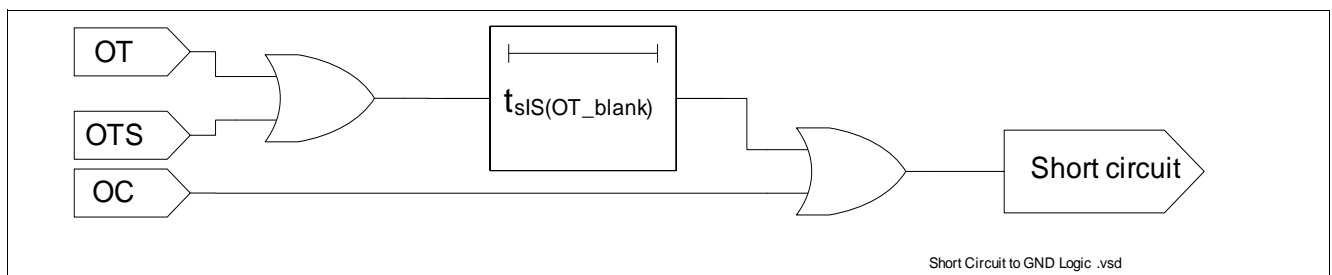 OT
OTS
OC
tsIS(OT_blank)
Short circuit
Short Circuit to GND Logic .vsd